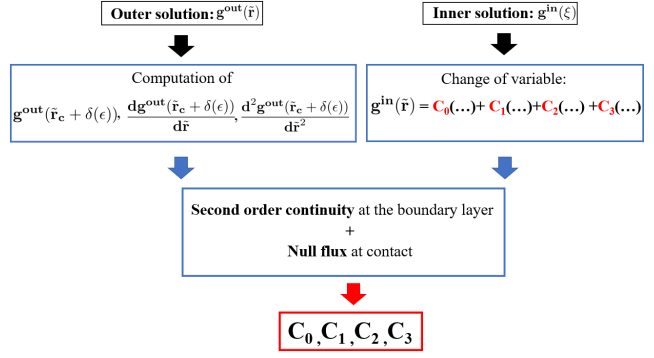 Outer solution: g^out(r̃)
Inner solution: g^in(ξ)
Computation of
g^out(r̃_c + δ(ϵ)), dg^out(r̃_c + δ(ϵ))/dr̃, d²g^out(r̃_c + δ(ϵ))/dr̃²
Change of variable:
g^in(r̃) = C_0(...)+ C_1(...)+C_2(...) +C_3(...)
Second order continuity at the boundary layer
+
Null flux at contact
C_0 ,C_1 ,C_2 ,C_3